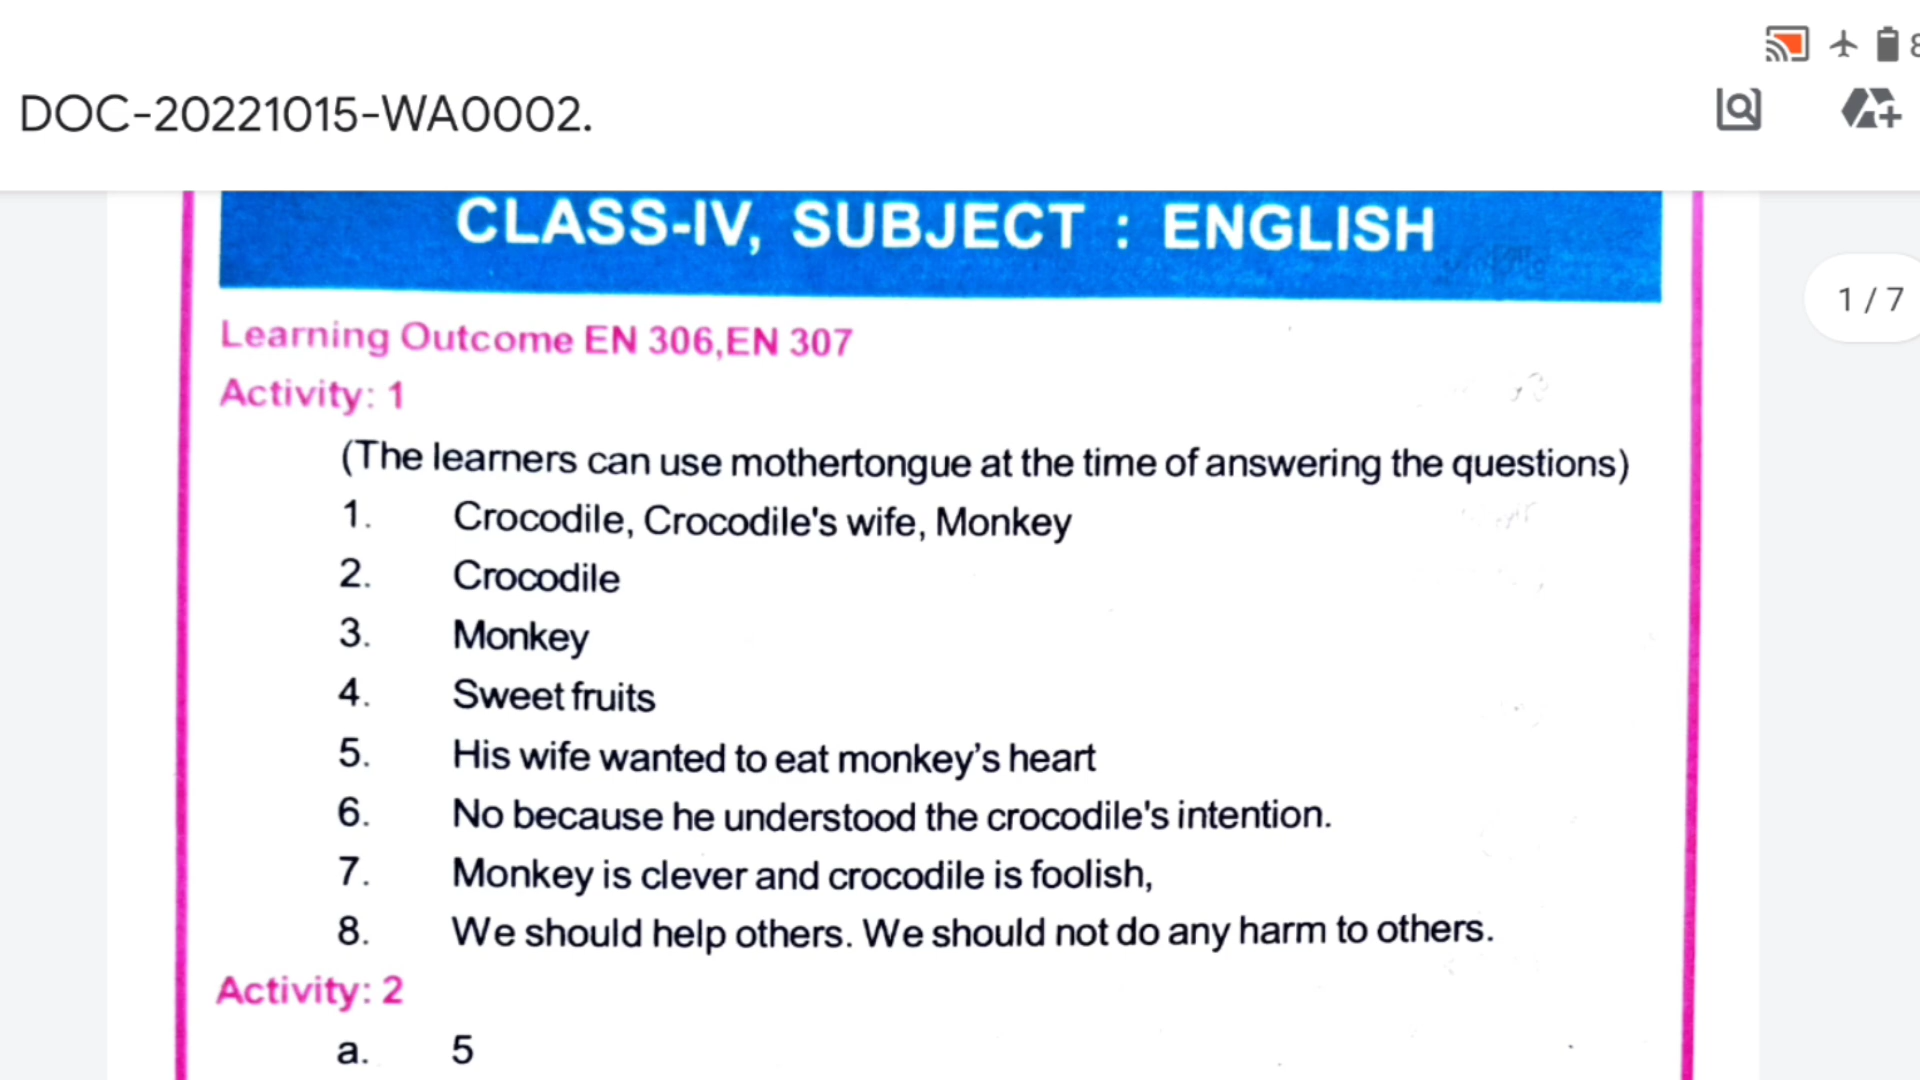 8
DOC-20221015-WA0002.
CLASS-IV, SUBJECT : ENGLISH
1 / 7
Learning Outcome EN 306,EN 307
Activity: 1
(The learners can use mothertongue at the time of answering the questions)
1. Crocodile, Crocodile's wife, Monkey
2. Crocodile
3. Monkey
4. Sweet fruits
5. His wife wanted to eat monkey's heart
6. No because he understood the crocodile's intention.
7. Monkey is clever and crocodile is foolish,
8. We should help others. We should not do any harm to others.
Activity: 2
a. 5